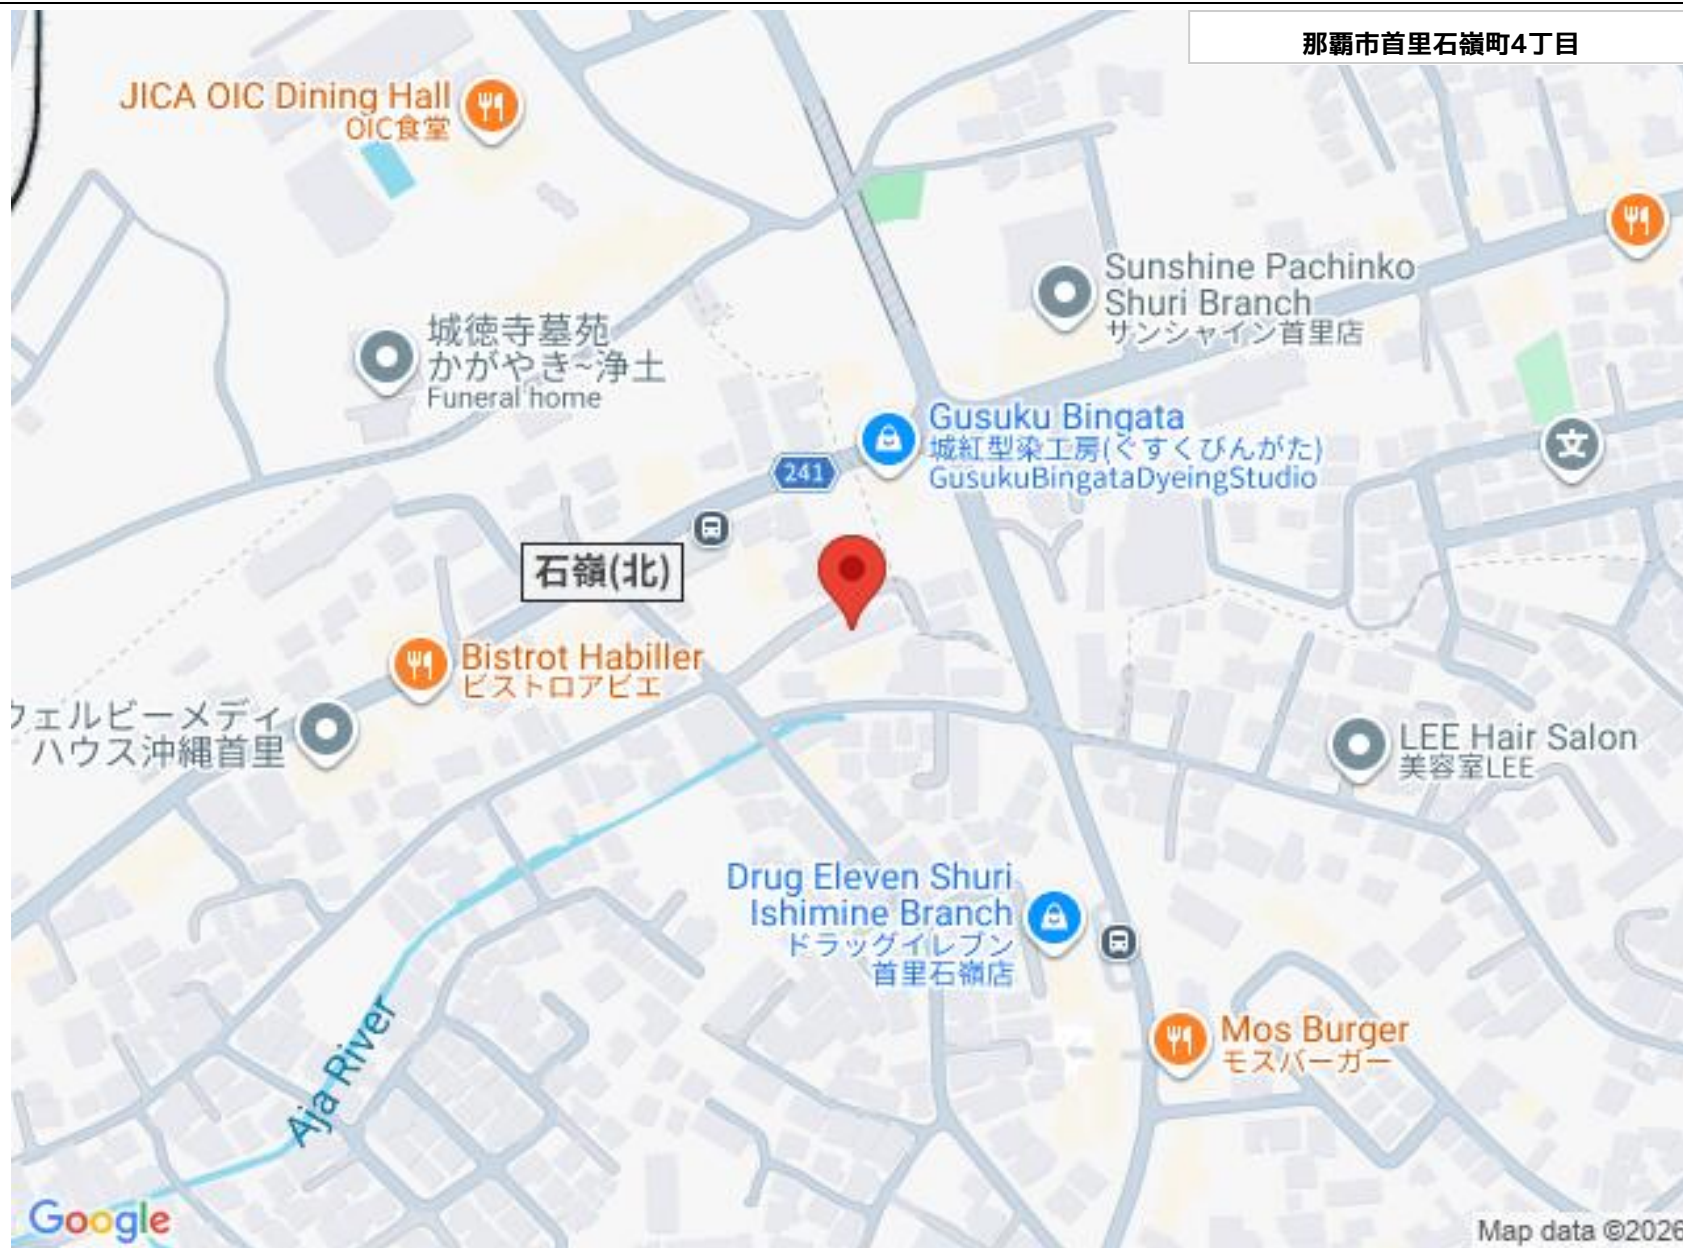 那覇市首里石嶺町4丁目
JICA OIC Dining Hall
OIC食堂
Sunshine Pachinko
Shuri Branch
サンシャイン首里店
城徳寺墓苑
かがやき~浄土
Funeral home
Gusuku Bingata
城紅型染工房(ぐすくびんがた)
GusukuBingataDyeingStudio
241
文
石嶺(北)
Bistrot Habiller
ビストロアビエ
ウェルビーメディ
ハウス沖縄首里
LEE Hair Salon
美容室LEE
Drug Eleven Shuri
Ishimine Branch
ドラッグイレブン
首里石嶺店
Mos Burger
モスバーガー
Aja River
Google
Map data ©2026